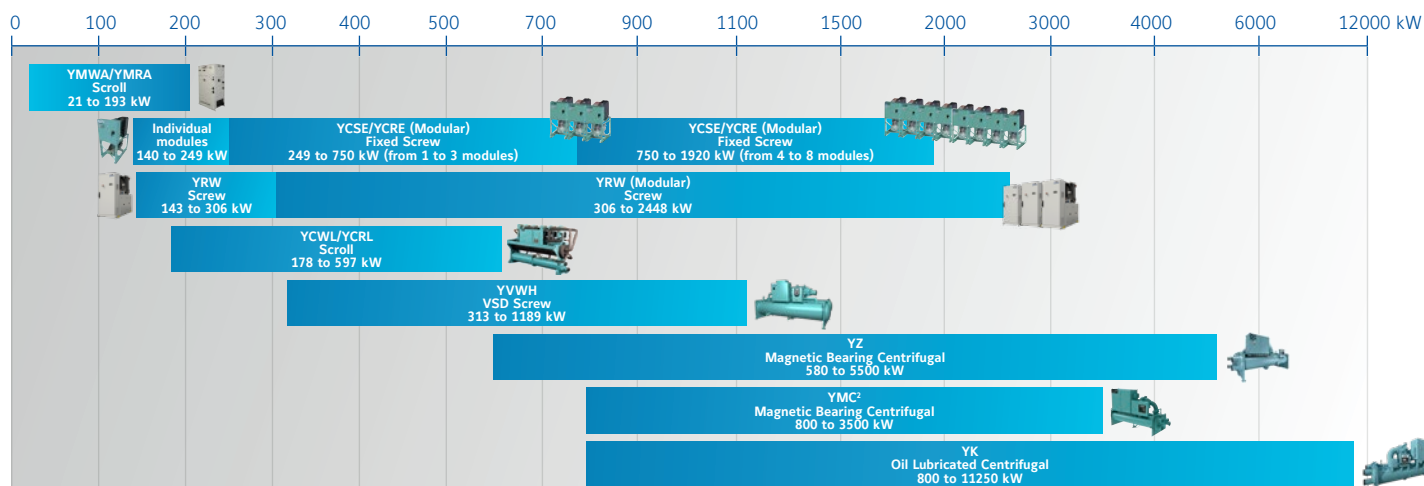 0 100 200 300 400 500 700 900 1100 1500 2000 3000 4000 6000 12000 kW
YMWA/YMRA
Scroll
21 to 193 kW
Individual
modules
140 to 249 kW
YCSE/YCRE (Modular)
Fixed Screw
249 to 750 kW (from 1 to 3 modules)
YCSE/YCRE (Modular)
Fixed Screw
750 to 1920 kW (from 4 to 8 modules)
YRW
Screw
143 to 306 kW
YRW (Modular)
Screw
306 to 2448 kW
YCWL/YCRL
Scroll
178 to 597 kW
YVWH
VSD Screw
313 to 1189 kW
YZ
Magnetic Bearing Centrifugal
580 to 5500 kW
YMC²
Magnetic Bearing Centrifugal
800 to 3500 kW
YK
Oil Lubricated Centrifugal
800 to 11250 kW